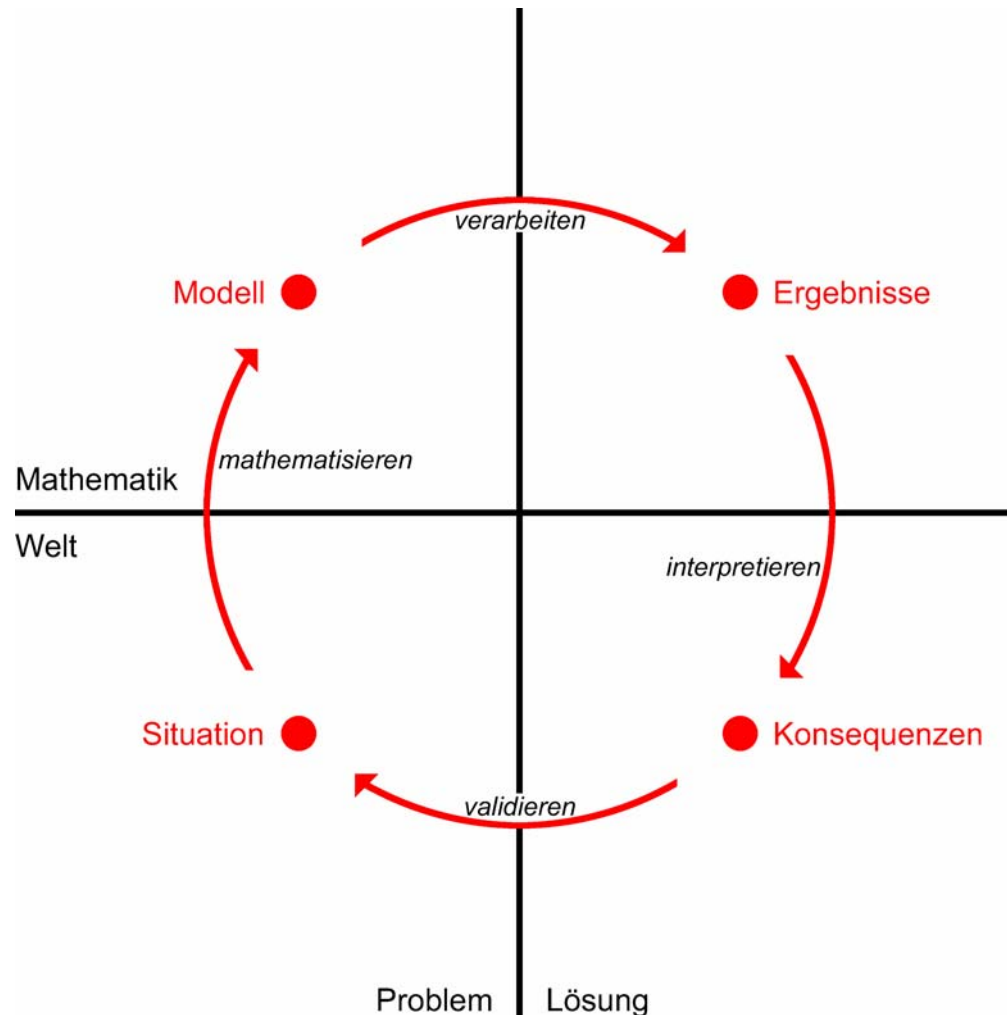 verarbeiten
Modell
Ergebnisse
mathematisieren
Mathematik
Welt
interpretieren
Situation
Konsequenzen
validieren
Problem
Lösung